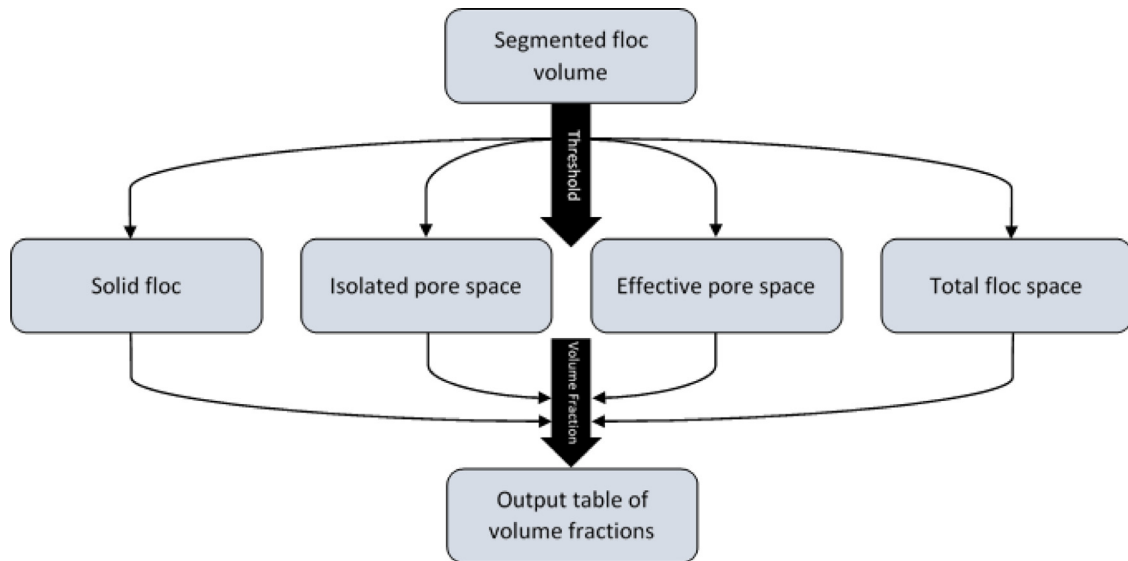 Segmented floc
volume
Threshold
Solid floc
Isolated pore space
Effective pore space
Total floc space
Volume Fraction
Output table of
volume fractions